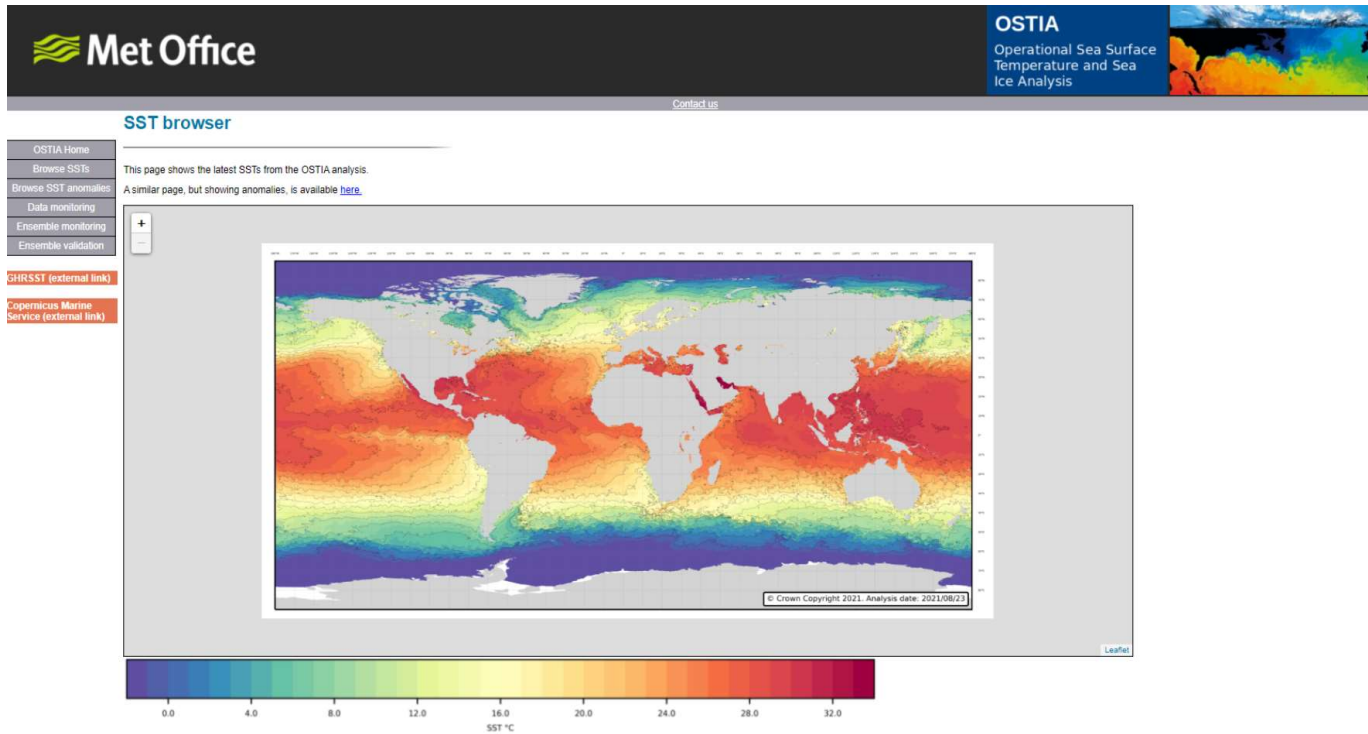 Met Office
OSTIA
Operational Sea Surface
Temperature and Sea
Ice Analysis
Contact us
SST browser
OSTIA Home
Browse SSTs
Browse SST anomalies
Data monitoring
Ensemble monitoring
Ensemble validation
GHRSST (external link)
Copernicus Marine
Service (external link)
This page shows the latest SSTs from the OSTIA analysis.
A similar page, but showing anomalies, is available here.
+
−
© Crown Copyright 2021. Analysis date: 2021/08/23
Leaflet
0.0 4.0 8.0 12.0 16.0 20.0 24.0 28.0 32.0
SST °C